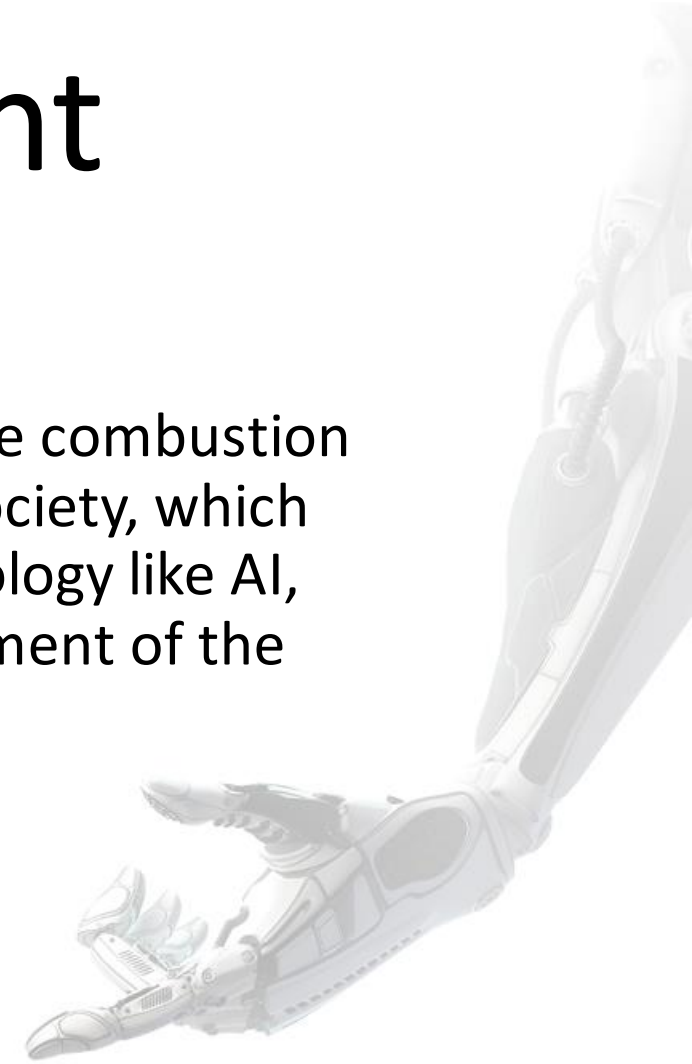 nt
e combustion
ociety, which
ology like AI,
ment of the